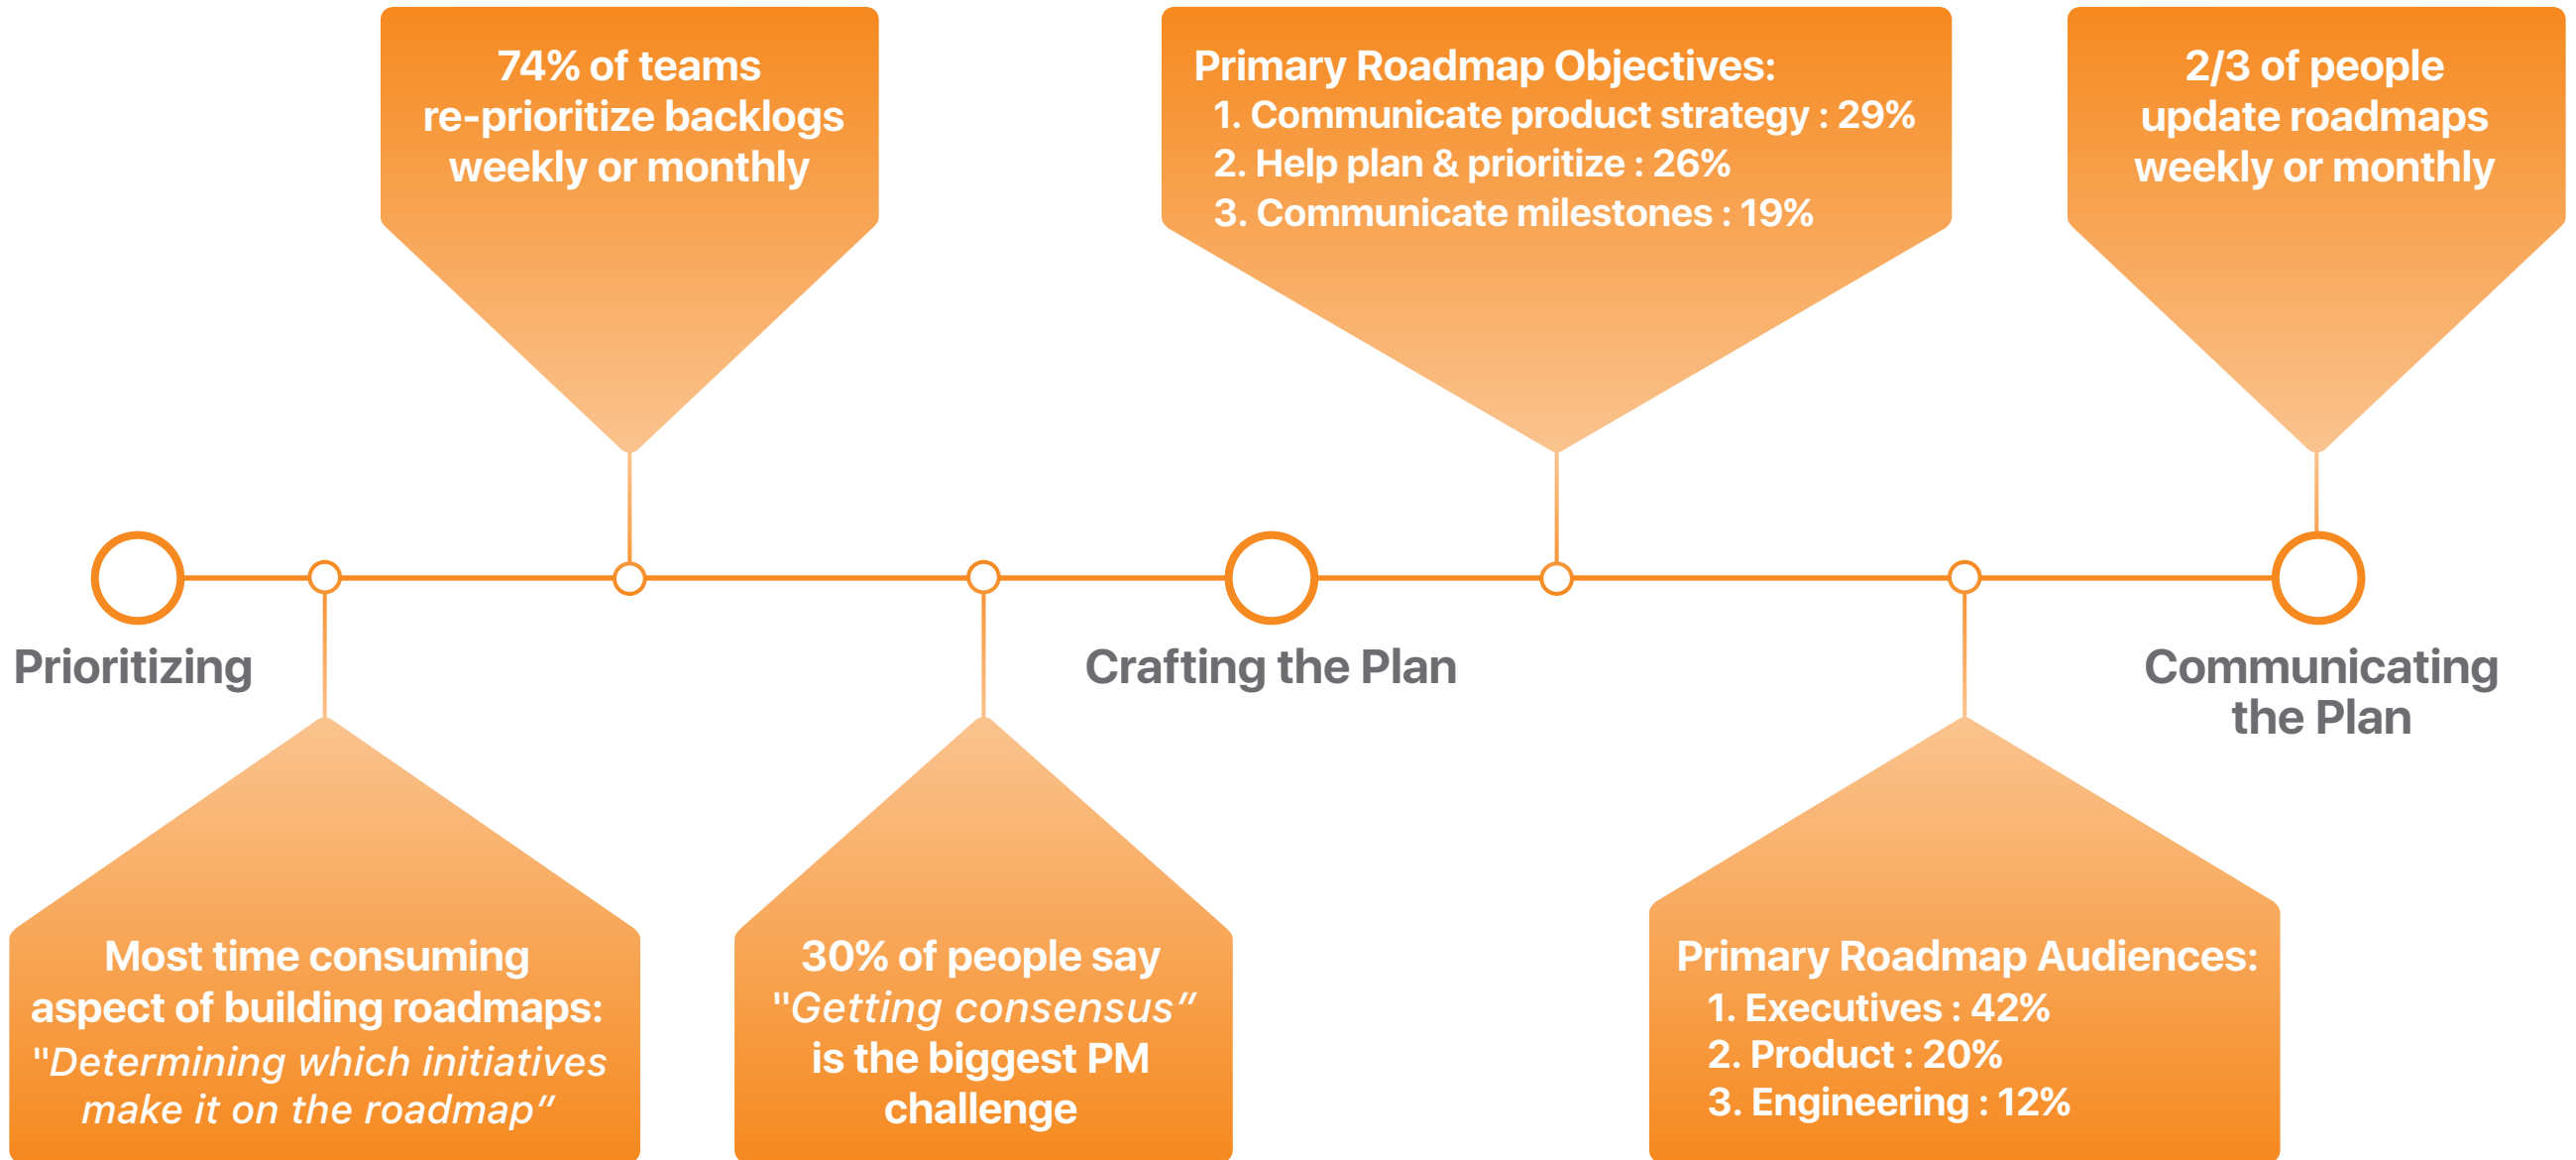 74% of teams
re-prioritize backlogs
weekly or monthly
Primary Roadmap Objectives:
1. Communicate product strategy : 29%
2. Help plan & prioritize : 26%
3. Communicate milestones : 19%
2/3 of people
update roadmaps
weekly or monthly
Prioritizing
Crafting the Plan
Communicating
the Plan
Most time consuming
aspect of building roadmaps:
"Determining which initiatives
make it on the roadmap”
30% of people say
"Getting consensus”
is the biggest PM
challenge
Primary Roadmap Audiences:
1. Executives : 42%
2. Product : 20%
3. Engineering : 12%